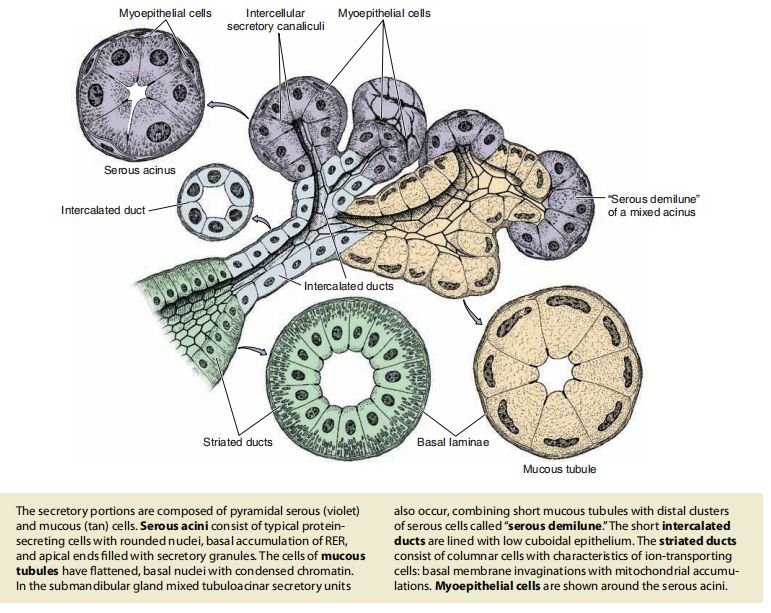 Myoepithelial cells
Intercellular
secretory canaliculi
Myoepithelial cells
Serous acinus
Intercalated duct
"Serous demilune"
of a mixed acinus
Intercalated ducts
Striated ducts
Basal laminae
Mucous tubule
The secretory portions are composed of pyramidal serous (violet)
and mucous (tan) cells. Serous acini consist of typical protein-
secreting cells with rounded nuclei, basal accumulation of RER,
and apical ends filled with secretory granules. The cells of mucous
tubules have flattened, basal nuclei with condensed chromatin.
In the submandibular gland mixed tubuloacinar secretory units
also occur, combining short mucous tubules with distal clusters
of serous cells called "serous demilune." The short intercalated
ducts are lined with low cuboidal epithelium. The striated ducts
consist of columnar cells with characteristics of ion-transporting
cells: basal membrane invaginations with mitochondrial accumu-
lations. Myoepithelial cells are shown around the serous acini.